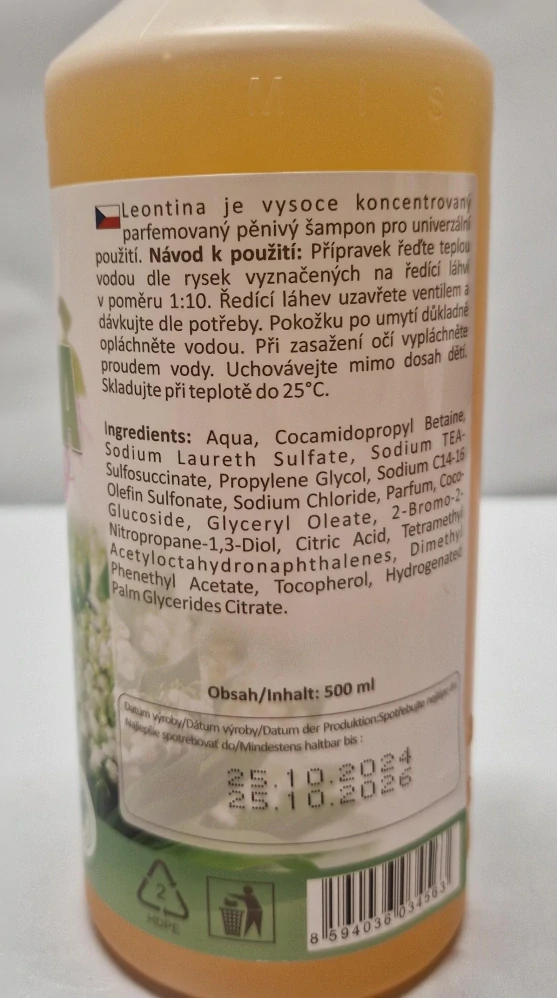 Leontina je vysoce koncentrovaný
parfemovaný pěnivý šampon pro univerzální
použití. Návod k použití: Přípravek řeďte teplou
vodou dle rysek vyznačených na ředící láhvi
v poměru 1:10. Ředící láhev uzavřete ventilem a
dávkujte dle potřeby. Pokožku po umytí důkladně
opláchněte vodou. Při zasažení očí vypláchněte
proudem vody. Uchovávejte mimo dosah dětí.
Skladujte při teplotě do 25°C.
Ingredients: Aqua, Cocamidopropyl Betaine,
Sodium Laureth Sulfate, Sodium TEA-
Sulfosuccinate, Propylene Glycol, Sodium C14-16
Olefin Sulfonate, Sodium Chloride, Parfum, Coco-
Glucoside, Glyceryl Oleate, 2-Bromo-2-
Nitropropane-1,3-Diol, Citric Acid, Tetramethyl
Acetyloctahydronaphthalenes, Dimethyl
Phenethyl Acetate, Tocopherol, Hydrogenated
Palm Glycerides Citrate.
Obsah/Inhalt: 500 ml
Datum výroby/Dátum výroby/Datum der Produktion:Spotřebujte nejlépe do/
Najlepšie spotrebovať do/Mindestens haltbar bis :
25.10.2024
25.10.2026
2
HDPE
8 594036 034563